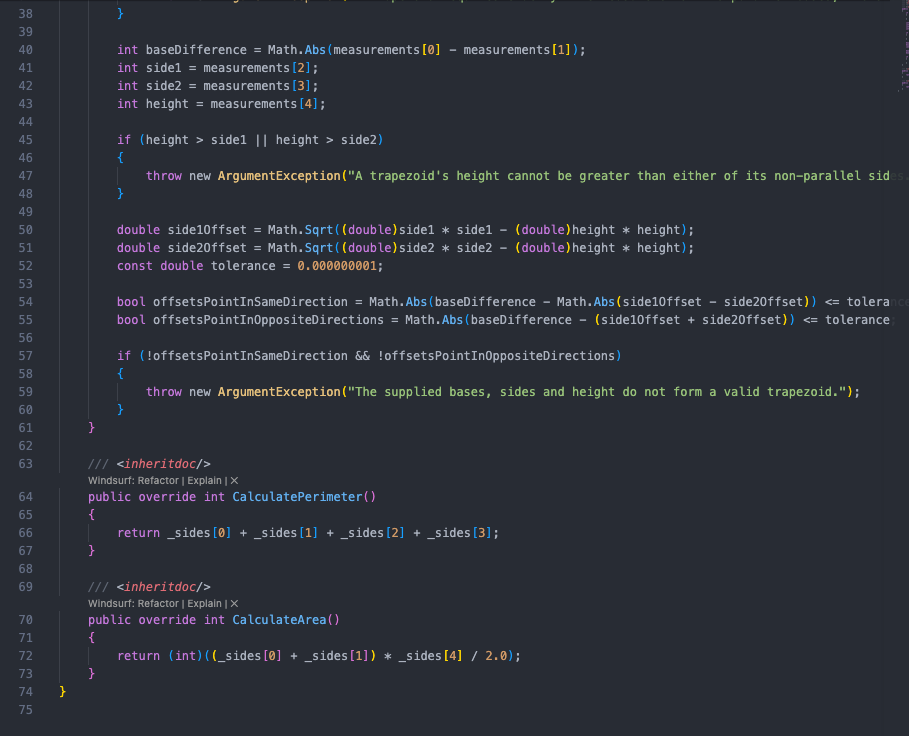 38 }
39
40 int baseDifference = Math.Abs(measurements[0] - measurements[1]);
41 int side1 = measurements[2];
42 int side2 = measurements[3];
43 int height = measurements[4];
44
45 if (height > side1 || height > side2)
46 {
47 throw new ArgumentException("A trapezoid's height cannot be greater than either of its non-parallel sides.
48 }
49
50 double side1Offset = Math.Sqrt((double)side1 * side1 - (double)height * height);
51 double side2Offset = Math.Sqrt((double)side2 * side2 - (double)height * height);
52 const double tolerance = 0.000000001;
53
54 bool offsetsPointInSameDirection = Math.Abs(baseDifference - Math.Abs(side1Offset - side2Offset)) <= tolerance
55 bool offsetsPointInOppositeDirections = Math.Abs(baseDifference - (side1Offset + side2Offset)) <= tolerance
56
57 if (!offsetsPointInSameDirection && !offsetsPointInOppositeDirections)
58 {
59 throw new ArgumentException("The supplied bases, sides and height do not form a valid trapezoid.");
60 }
61 }
62
63 /// <inheritdoc/>
Windsurf: Refactor | Explain | X
64 public override int CalculatePerimeter()
65 {
66 return _sides[0] + _sides[1] + _sides[2] + _sides[3];
67 }
68
69 /// <inheritdoc/>
Windsurf: Refactor | Explain | X
70 public override int CalculateArea()
71 {
72 return (int)((_sides[0] + _sides[1]) * _sides[4] / 2.0);
73 }
74 }
75